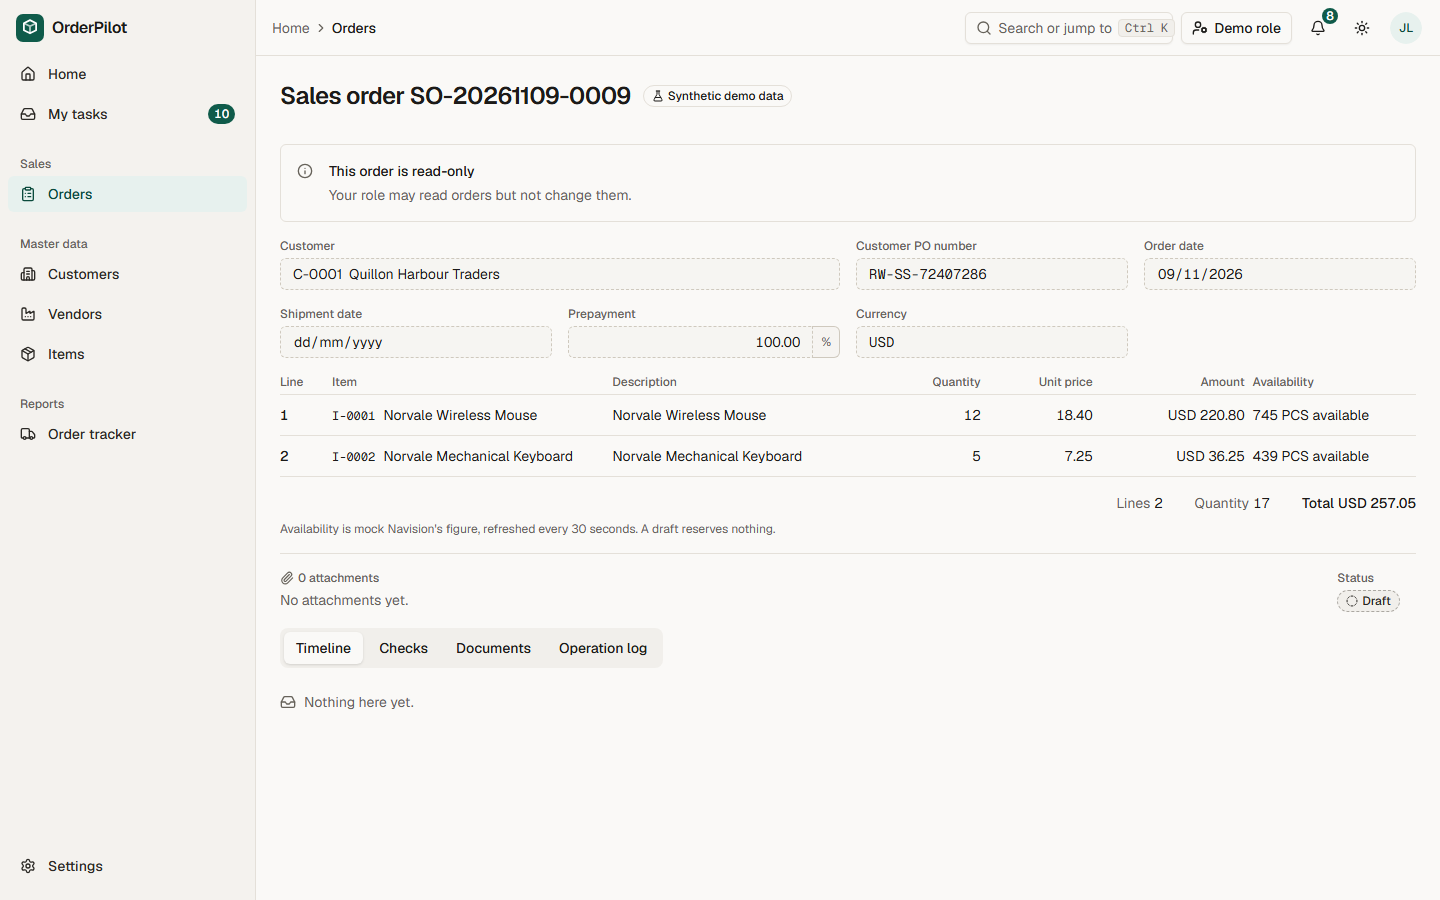 OrderPilot
Home
My tasks 10
Sales
Orders
Master data
Customers
Vendors
Items
Reports
Order tracker
Settings
Home > Orders
Search or jump to Ctrl K
Demo role
8
JL
Sales order SO-20261109-0009 Synthetic demo data
This order is read-only
Your role may read orders but not change them.
Customer Customer PO number Order date
C-0001 Quillon Harbour Traders RW-SS-72407286 09/11/2026
Shipment date Prepayment Currency
dd/mm/yyyy 100.00 % USD
Line Item Description Quantity Unit price Amount Availability
1 I-0001 Norvale Wireless Mouse Norvale Wireless Mouse 12 18.40 USD 220.80 745 PCS available
2 I-0002 Norvale Mechanical Keyboard Norvale Mechanical Keyboard 5 7.25 USD 36.25 439 PCS available
Lines 2 Quantity 17 Total USD 257.05
Availability is mock Navision's figure, refreshed every 30 seconds. A draft reserves nothing.
0 attachments Status
No attachments yet. Draft
Timeline Checks Documents Operation log
Nothing here yet.